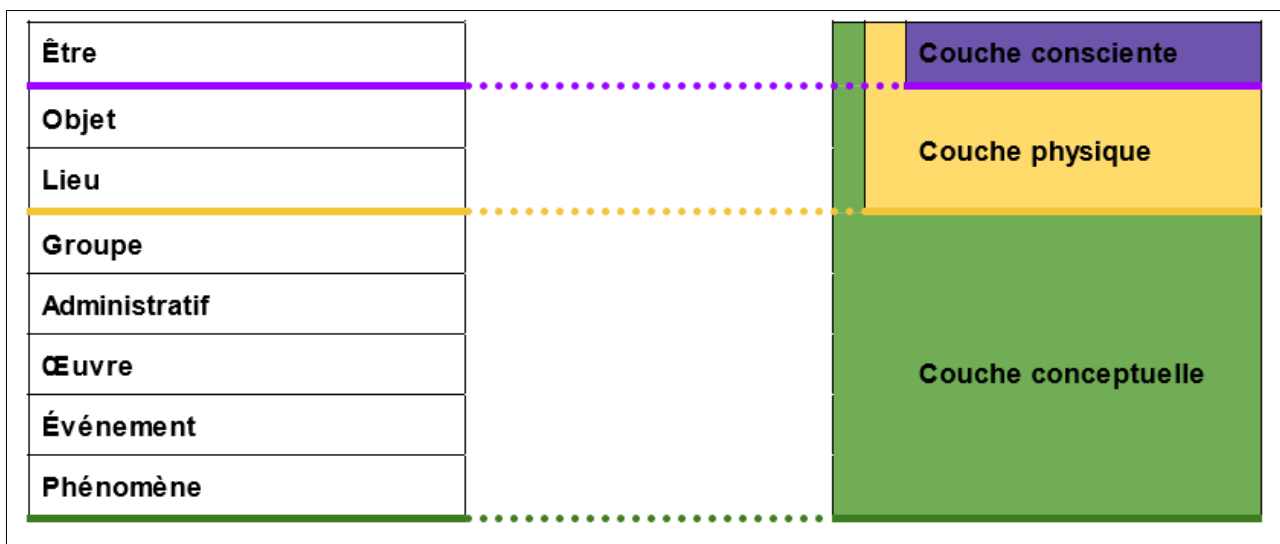 Être
Couche consciente
Objet
Couche physique
Lieu
Groupe
Administratif
Œuvre
Couche conceptuelle
Événement
Phénomène